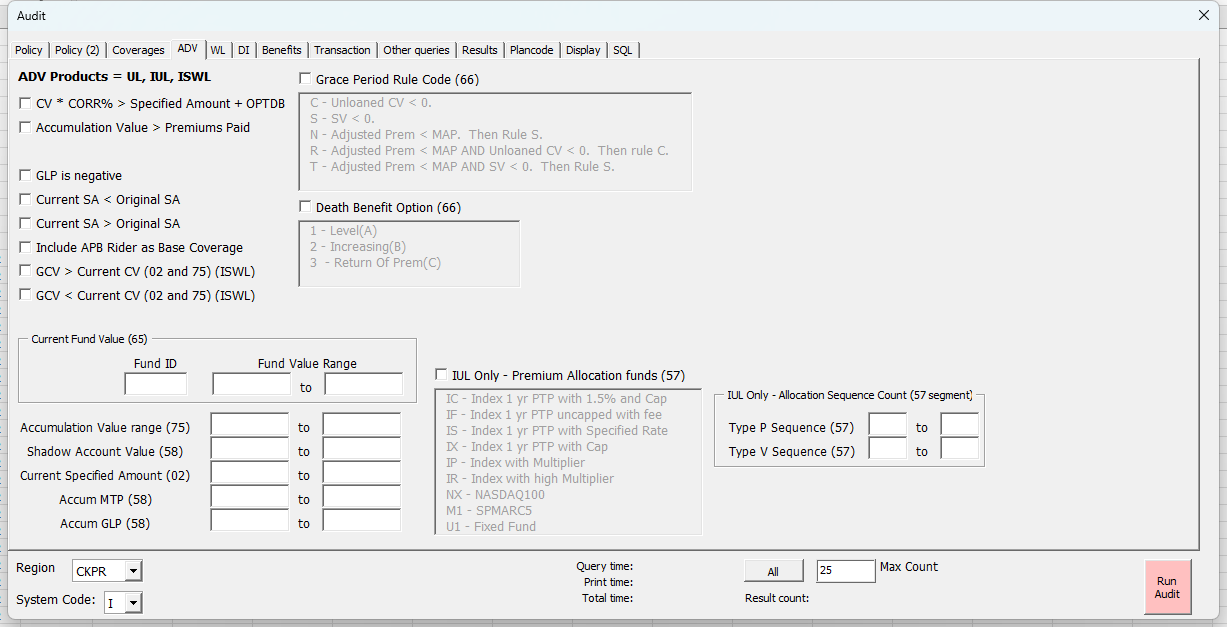 Audit
Policy Policy (2) Coverages ADV WL DI Benefits Transaction Other queries Results Plancode Display SQL
ADV Products = UL, IUL, ISWL
CV * CORR% > Specified Amount + OPTDB
Accumulation Value > Premiums Paid
GLP is negative
Current SA < Original SA
Current SA > Original SA
Include APB Rider as Base Coverage
GCV > Current CV (02 and 75) (ISWL)
GCV < Current CV (02 and 75) (ISWL)
Grace Period Rule Code (66)
C - Unloaned CV < 0.
S - SV < 0.
N - Adjusted Prem < MAP.  Then Rule S.
R - Adjusted Prem < MAP AND Unloaned CV < 0.  Then rule C.
T - Adjusted Prem < MAP AND SV < 0.  Then Rule S.
Death Benefit Option (66)
1 - Level(A)
2 - Increasing(B)
3  - Return Of Prem(C)
Current Fund Value (65)
Fund ID Fund Value Range
to
Accumulation Value range (75) to
Shadow Account Value (58) to
Current Specified Amount (02) to
Accum MTP (58) to
Accum GLP (58) to
IUL Only - Premium Allocation funds (57)
IC - Index 1 yr PTP with 1.5% and Cap
IF - Index 1 yr PTP uncapped with fee
IS - Index 1 yr PTP with Specified Rate
IX - Index 1 yr PTP with Cap
IP - Index with Multiplier
IR - Index with high Multiplier
NX - NASDAQ100
M1 - SPMARC5
U1 - Fixed Fund
IUL Only - Allocation Sequence Count (57 segment)
Type P Sequence (57) to
Type V Sequence (57) to
Region CKPR
System Code: I
Query time:
Print time:
Total time:
All 25 Max Count
Result count:
Run
Audit